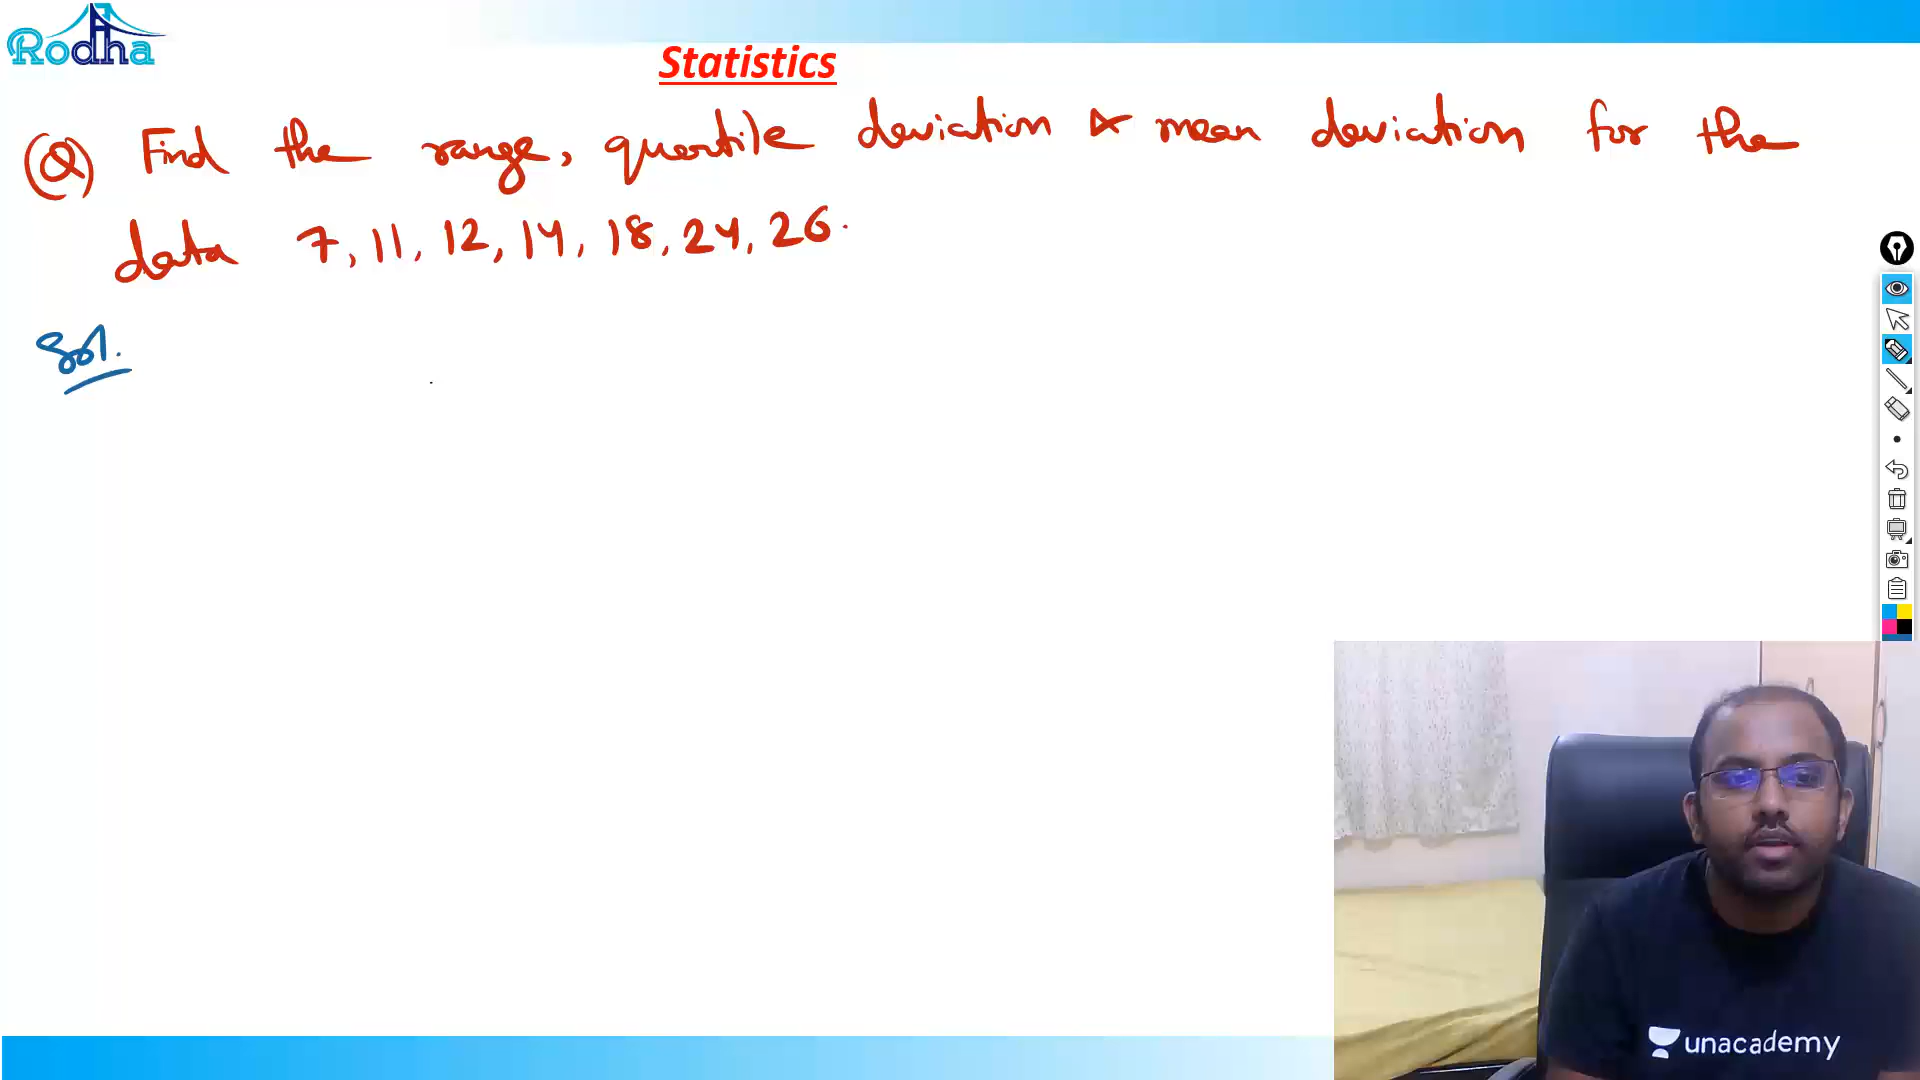 Rodha
Statistics
(Q) Find the range, quartile deviation & mean deviation for the
data 7, 11, 12, 14, 18, 24, 26.
Sol.
unacademy